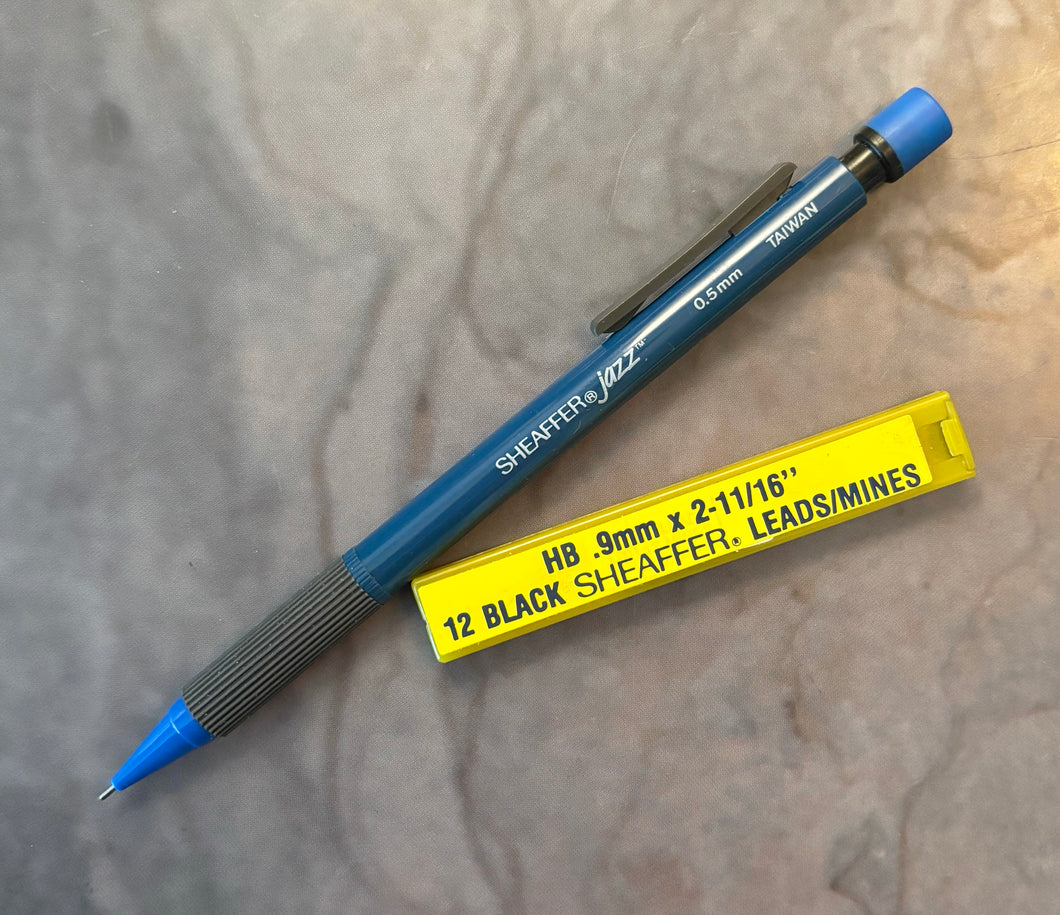 SHEAFFER® jazz™ 0.5mm TAIWAN
HB .9mm x 2-11/16’’
12 BLACK SHEAFFER® LEADS/MINES